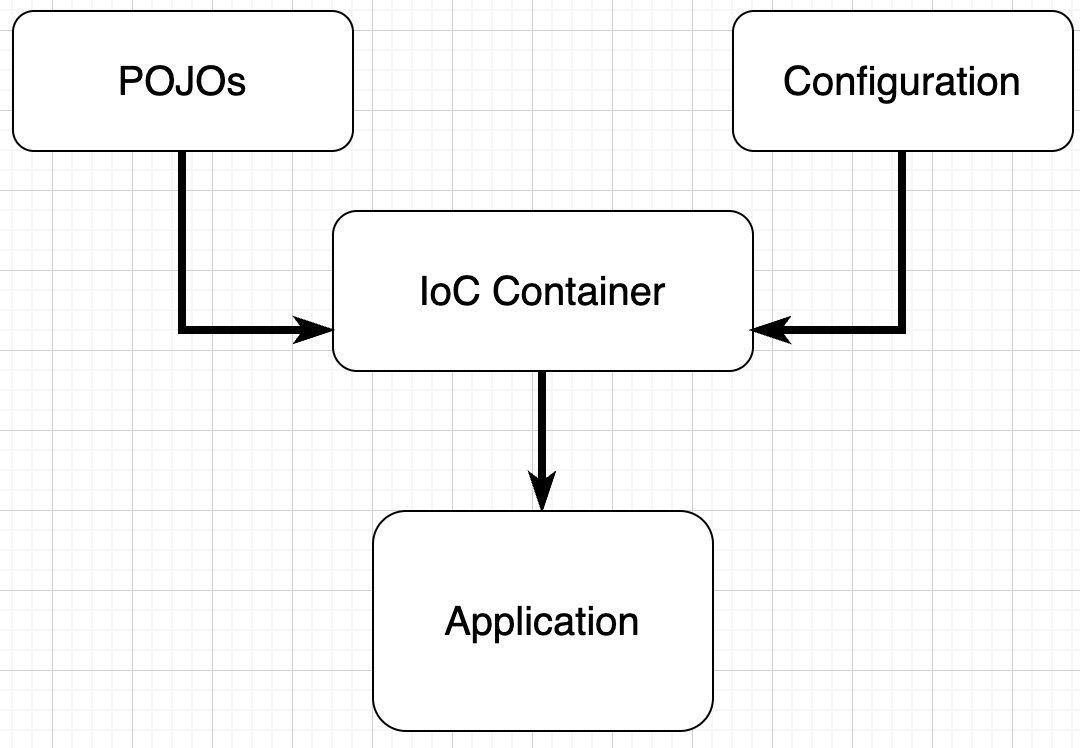 POJOs
Configuration
IoC Container
Application